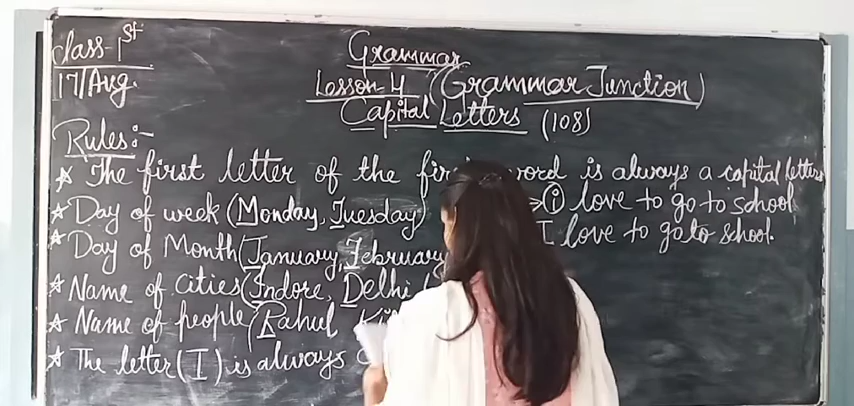 Class-1st
17/Aug.
Grammar
Lesson-4 (Grammar Junction)
Capital Letters (108)
Rules:-
★ The first letter of the word is always a capital letters
★ Day of week (Monday, Tuesday) → (i) love to go to school
★ Day of Month (January, February I love to go to school.
★ Name of Cities (Indore, Delhi
★ Name of people (Rahul
★ The letter (I) is always